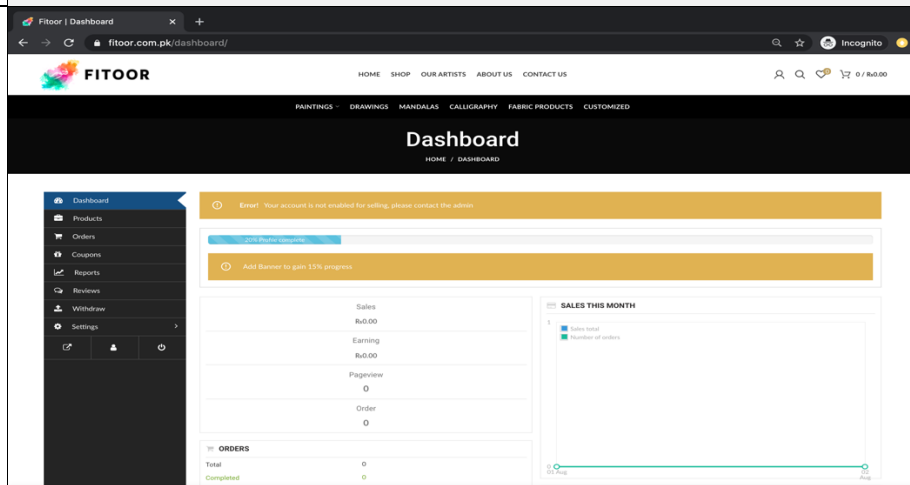 Fitoor | Dashboard
fitoor.com.pk/dashboard/
Incognito
FITOOR
HOME SHOP OUR ARTISTS ABOUT US CONTACT US
0 / ₨0.00
PAINTINGS DRAWINGS MANDALAS CALLIGRAPHY FABRIC PRODUCTS CUSTOMIZED
Dashboard
HOME / DASHBOARD
Dashboard
Products
Orders
Coupons
Reports
Reviews
Withdraw
Settings
Error! Your account is not enabled for selling, please contact the admin
20% Profile complete
Add Banner to gain 15% progress
Sales
₨0.00
Earning
₨0.00
Pageview
0
Order
0
ORDERS
Total 0
Completed 0
SALES THIS MONTH
1
Sales total
Number of orders
0
01 Aug
02
Aug